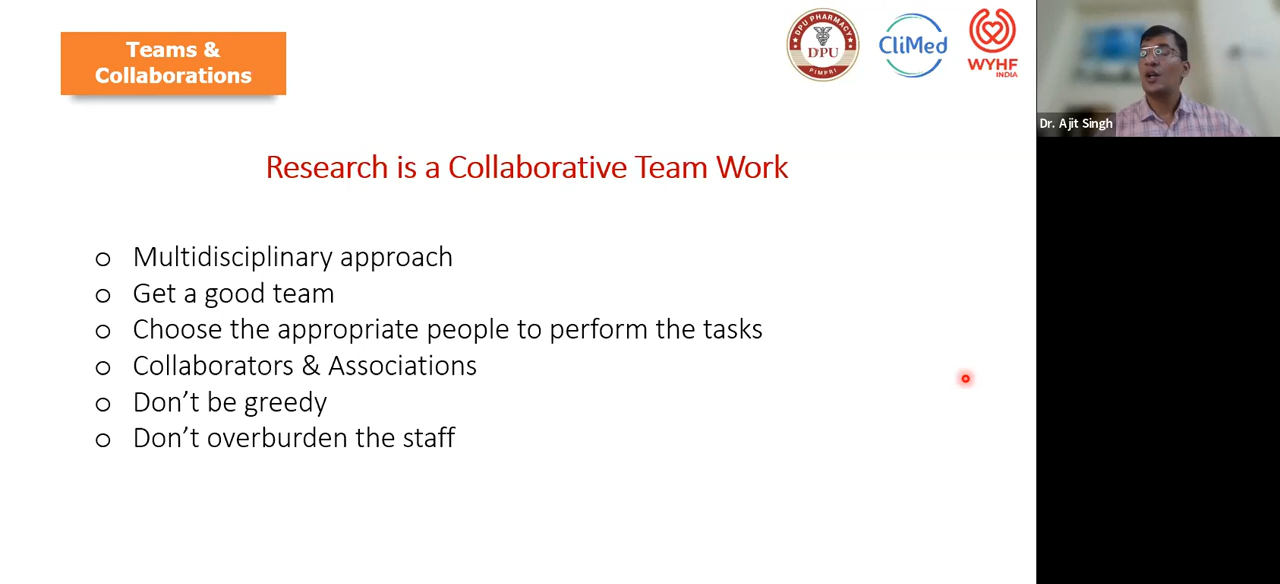 Teams &
Collaborations
DPU PHARMACY
DPU
PIMPRI
CliMed
WYHF
INDIA
Dr. Ajit Singh
Research is a Collaborative Team Work
o Multidisciplinary approach
o Get a good team
o Choose the appropriate people to perform the tasks
o Collaborators & Associations
o Don’t be greedy
o Don’t overburden the staff